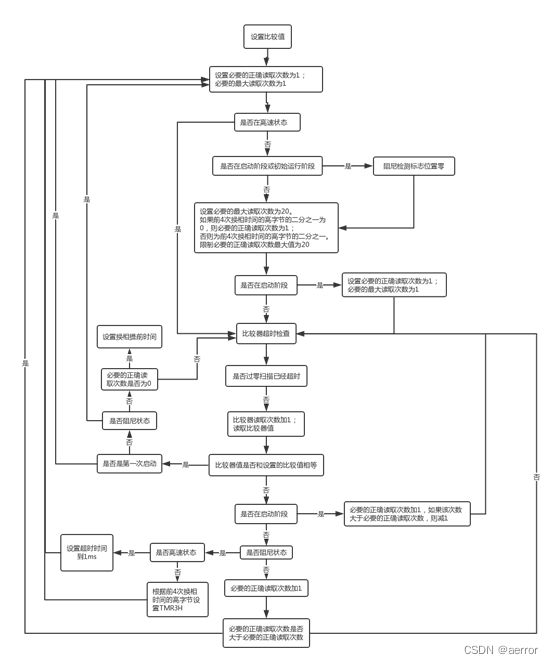 设置比较值
设置必要的正确读取次数为1；
必要的最大读取次数为1
是否在高速状态
否
是否在启动阶段或初始运行阶段
是
阻尼检测标志位置零
否
是
是
设置必要的最大读取次数为20。
如果前4次换相时间的高字节的二分之一为
0，则必要的正确读取次数为1；
否则为前4次换相时间的高字节的二分之一。
限制必要的正确读取次数最大值为20
是
是否在启动阶段
是
设置必要的正确读取次数为1；
必要的最大读取次数为1
否
设置换相提前时间
比较器超时检查
是
否
是
必要的正确读
取次数是否为0
是否过零扫描已经超时
否
否
是否阻尼状态
比较器读取次数加1；
读取比较器值
否
是否是第一次启动
是
比较器值是否和设置的比较值相等
否
否
是否在启动阶段
是
必要的正确读取次数加1，如果该次数
大于必要的正确读取次数，则减1
否
设置超时时间
到1ms
是
是否高速状态
是
是否阻尼状态
否
否
根据前4次换相
时间的高字节设
置TMR3H
必要的正确读取次数加1
必要的正确读取次数是否
大于必要的正确读取次数
CSDN @aerror